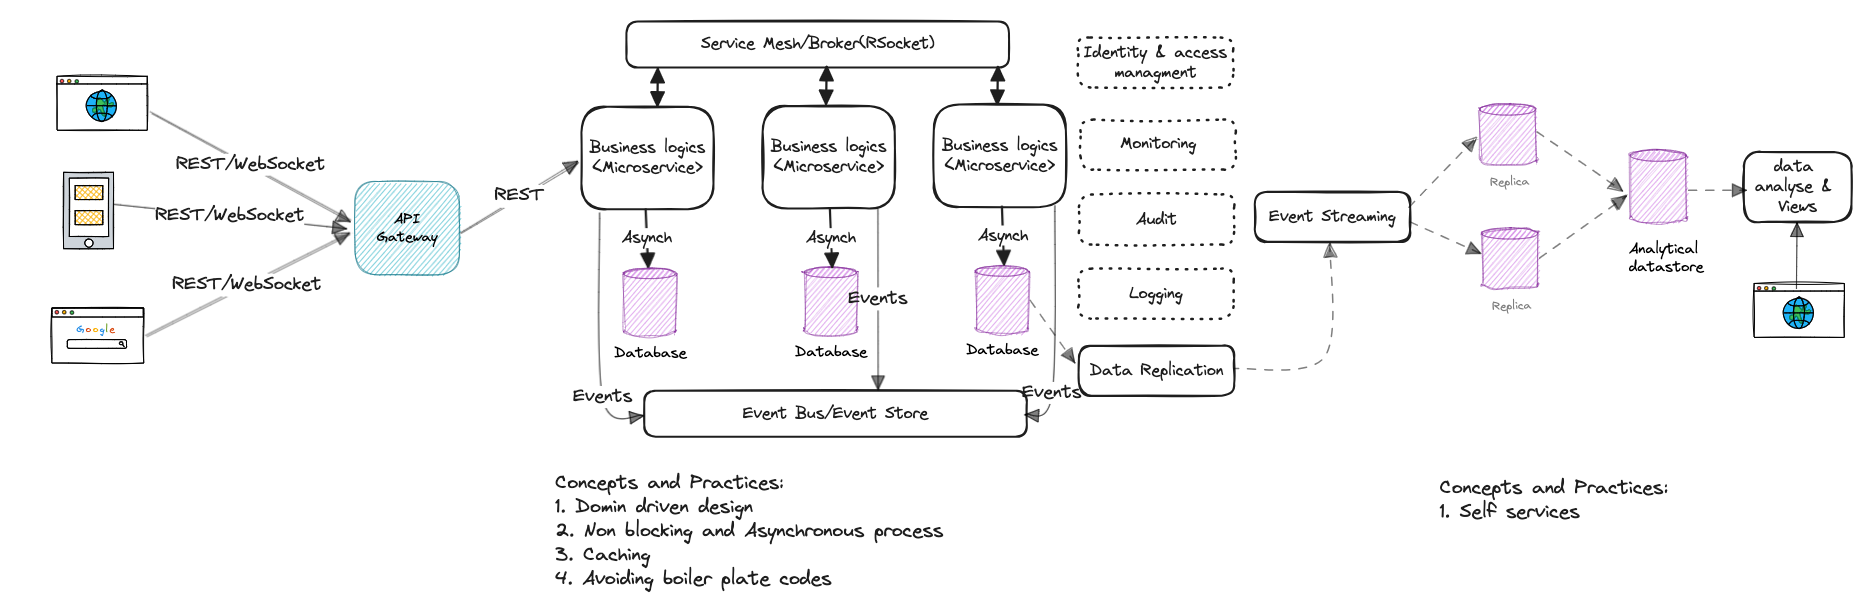 Service Mesh/Broker(RSocket)
Identity & access
managment
REST/WebSocket
REST/WebSocket
REST/WebSocket
Google
API
Gateway
REST
Business logics
<Microservice>
Business logics
<Microservice>
Business logics
<Microservice>
Asynch
Asynch
Asynch
Database
Database
Database
Events
Events
Events
Event Bus/Event Store
Monitoring
Audit
Logging
Data Replication
Event Streaming
Replica
Replica
Analytical
datastore
data
analyse &
Views
Concepts and Practices:
1. Domin driven design
2. Non blocking and Asynchronous process
3. Caching
4. Avoiding boiler plate codes
Concepts and Practices:
1. Self services